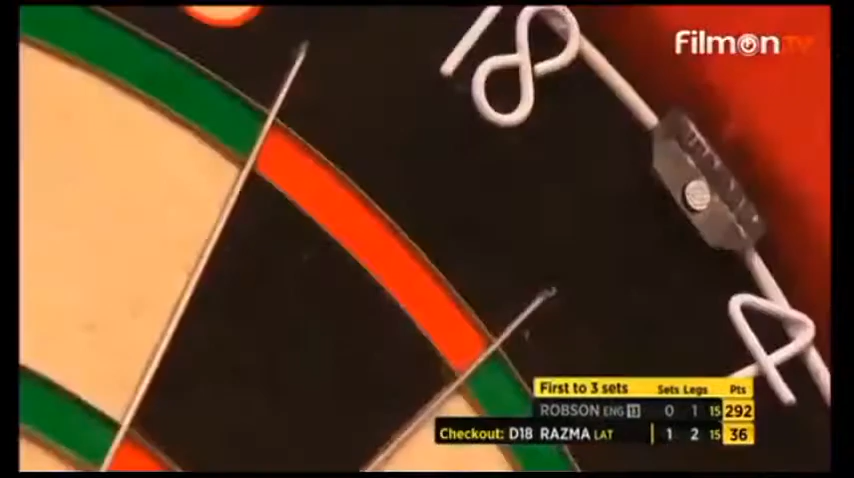 Filmon.TV
18
4
First to 3 sets Sets Legs Pts
ROBSON ENG 0 1 15 292
Checkout: D18 RAZMA LAT 1 2 15 36